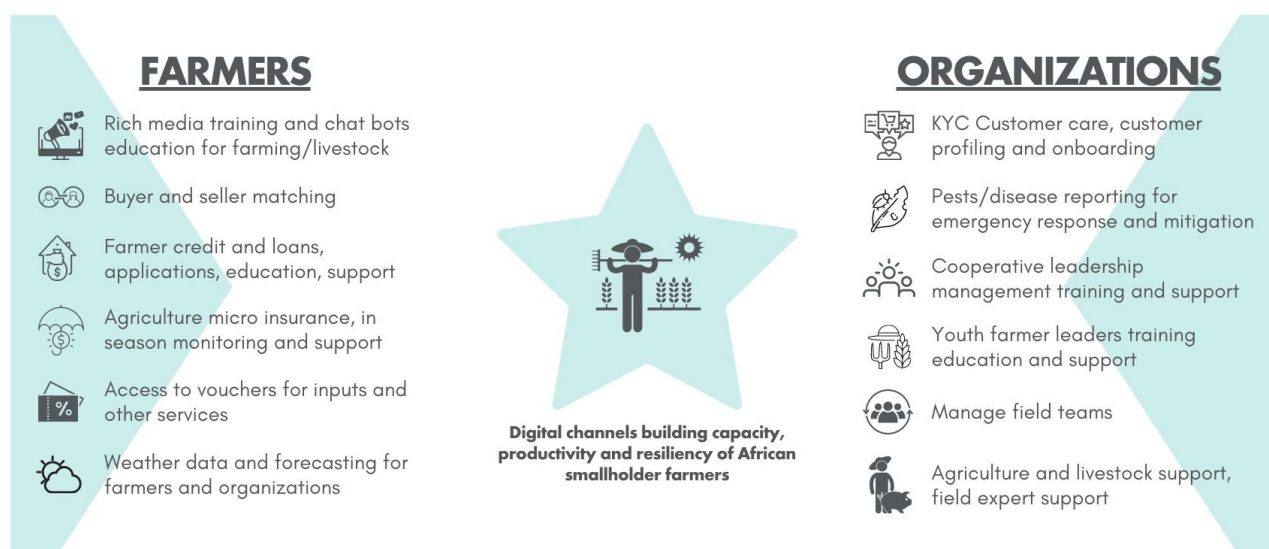 FARMERS
Rich media training and chat bots
education for farming/livestock
Buyer and seller matching
Farmer credit and loans,
applications, education, support
Agriculture micro insurance, in
season monitoring and support
%
Access to vouchers for inputs and
other services
Weather data and forecasting for
farmers and organizations
Digital channels building capacity,
productivity and resiliency of African
smallholder farmers
ORGANIZATIONS
KYC Customer care, customer
profiling and onboarding
Pests/disease reporting for
emergency response and mitigation
Cooperative leadership
management training and support
Youth farmer leaders training
education and support
Manage field teams
Agriculture and livestock support,
field expert support